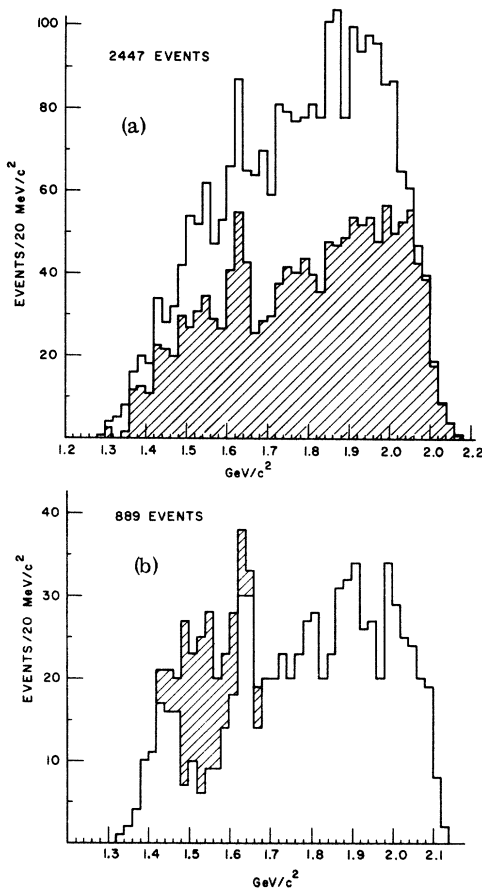 100
2447 EVENTS
(a)
80
60
EVENTS/20 MeV/c²
40
20
1.2 1.3 1.4 1.5 1.6 1.7 1.8 1.9 2.0 2.1 2.2
GeV/c²
40
889 EVENTS
(b)
30
EVENTS/20 MeV/c²
20
10
1.3 1.4 1.5 1.6 1.7 1.8 1.9 2.0 2.1
GeV/c²